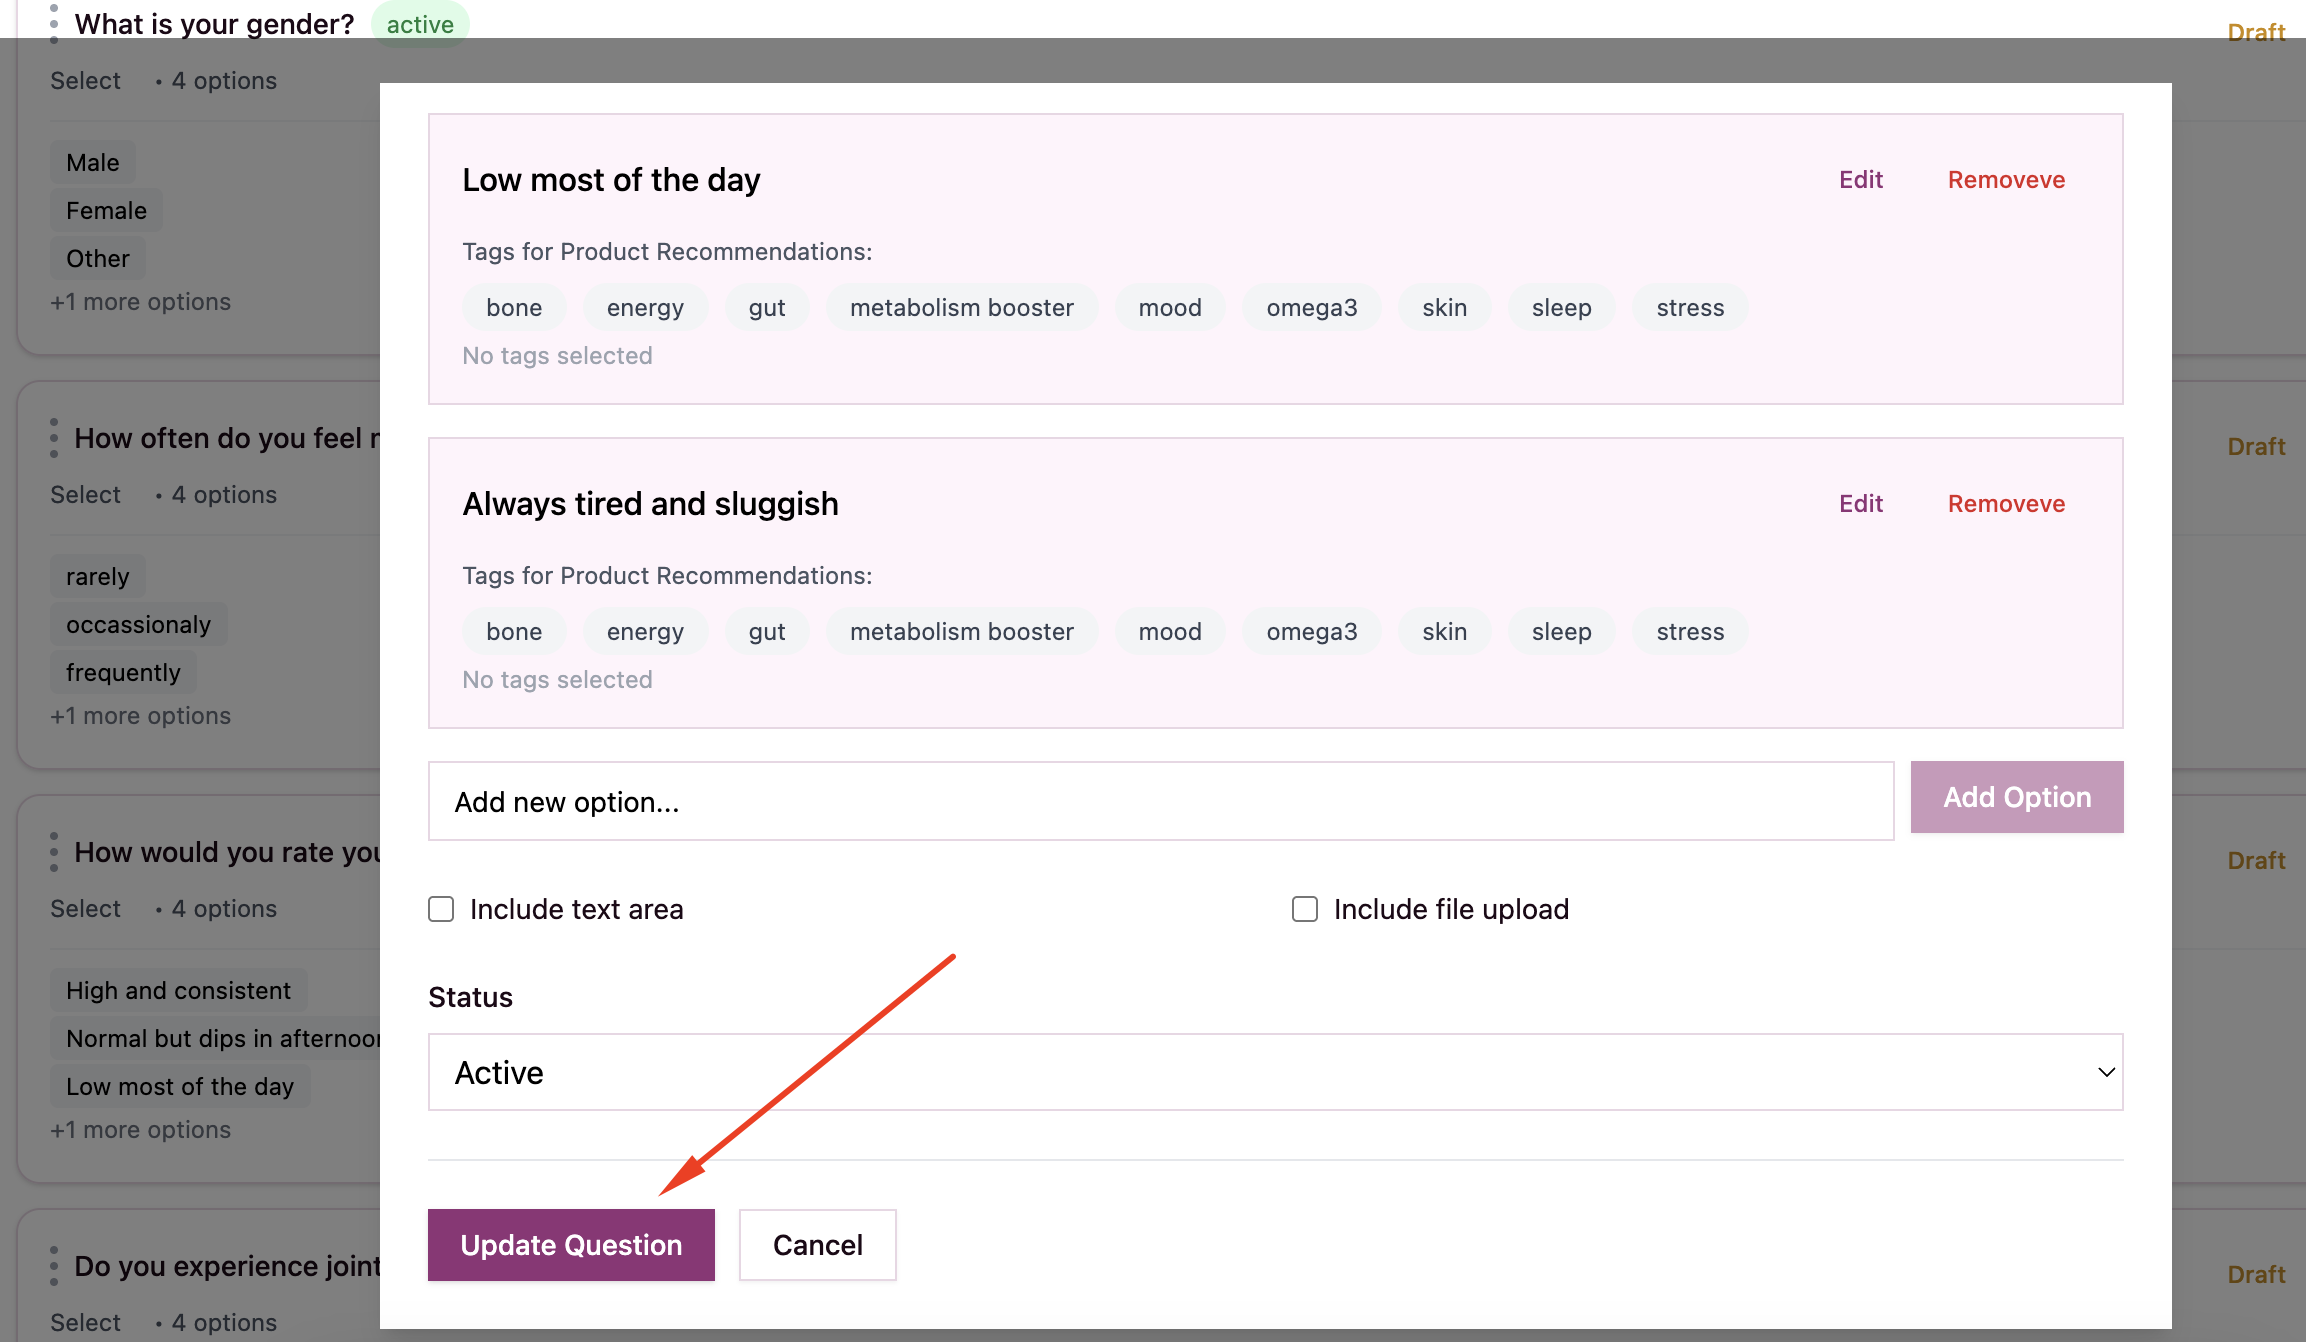 What is your gender? active Draft
Select • 4 options
Male
Female
Other
+1 more options
How often do you feel Draft
Select • 4 options
rarely
occassionaly
frequently
+1 more options
How would you rate Draft
Select • 4 options
High and consistent
Normal but dips in
Low most of the day
+1 more options
Do you experience joint Draft
Select • 4 options
Low most of the day Edit Removeve
Tags for Product Recommendations:
bone energy gut metabolism booster mood omega3 skin sleep stress
No tags selected
Always tired and sluggish Edit Removeve
Tags for Product Recommendations:
bone energy gut metabolism booster mood omega3 skin sleep stress
No tags selected
Add new option... Add Option
Include text area Include file upload
Status
Active
Update Question Cancel